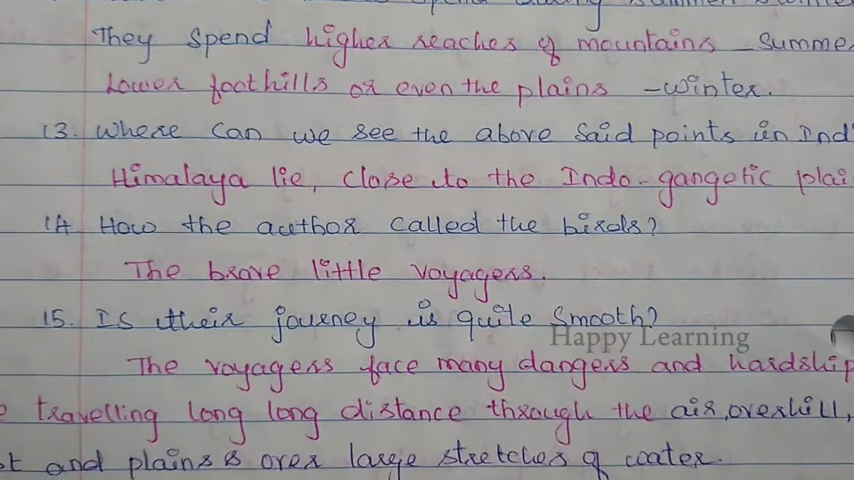 They spend higher reaches of mountains - Summe
Lower foothills or even the plains - winter.
13. Where can we see the above said points in Ind
Himalaya lie, close to the Indo-gangetic plai
14. How the author called the birds?
The brave little voyagers.
15. Is their journey is quite smooth?
Happy Learning
The voyagers face many dangers and hardship
travelling long long distance through the air, overhill,
and plains & over large stretches of water.